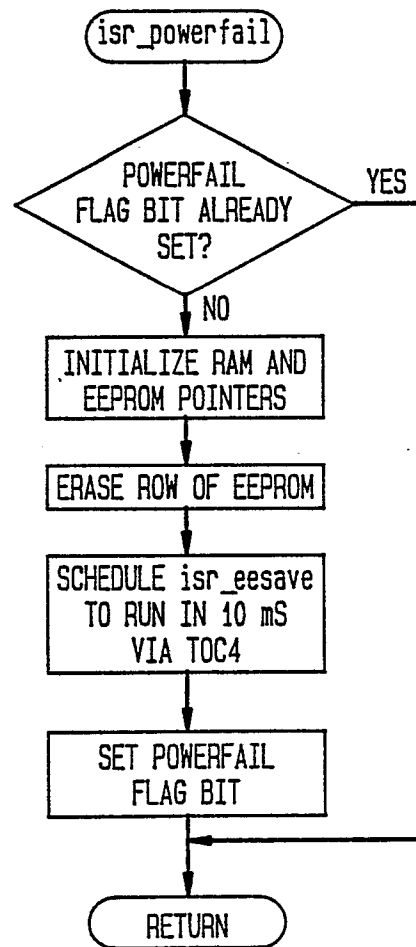 isr_powerfail
POWERFAIL
FLAG BIT ALREADY
SET?
YES
NO
INITIALIZE RAM AND
EEPROM POINTERS
ERASE ROW OF EEPROM
SCHEDULE isr_eesave
TO RUN IN 10 mS
VIA TOC4
SET POWERFAIL
FLAG BIT
RETURN